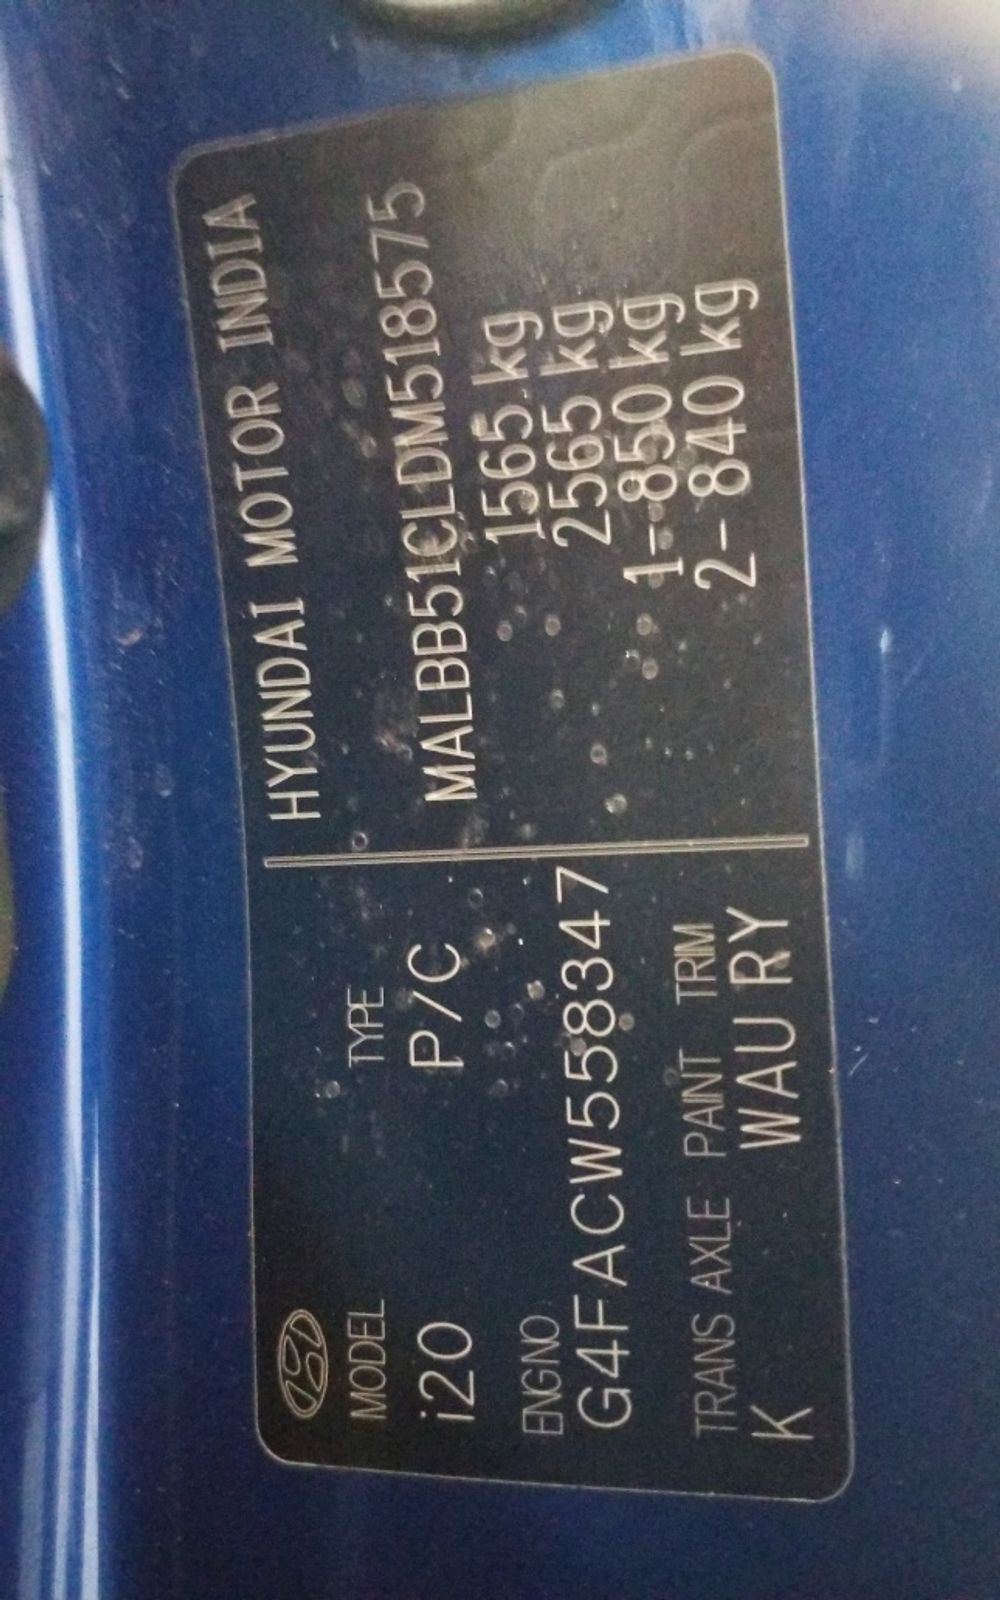 HYUNDAI MOTOR INDIA
MODEL TYPE
i20 P/C
ENGNO.
G4FACW558347
TRANS AXLE PAINT TRIM
K WAU RY
MALBB51CLDM518575
1565 kg
2565 kg
1-850 kg
2- 840 kg